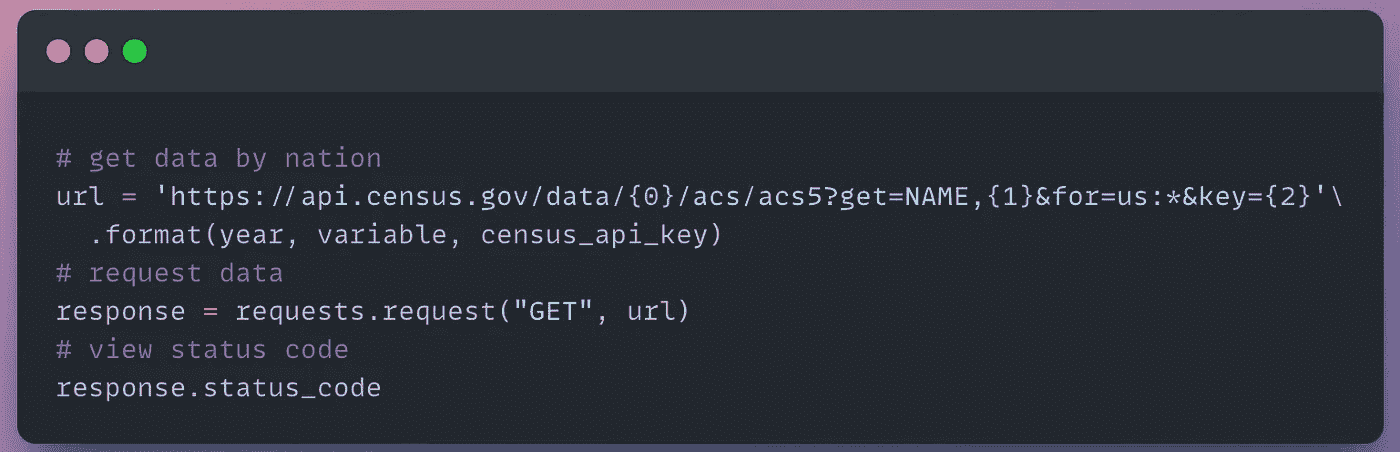 # get data by nation
url = 'https://api.census.gov/data/{0}/acs/acs5?get=NAME,{1}&for=us:*&key={2}'\
  .format(year, variable, census_api_key)
# request data
response = requests.request("GET", url)
# view status code
response.status_code